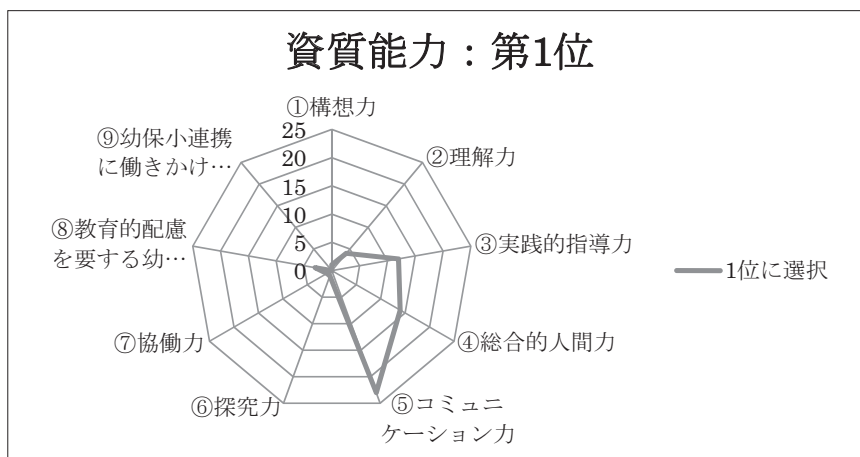 資質能力：第1位
①構想力
②理解力
③実践的指導力
④総合的人間力
⑤コミュニ
ケーション力
⑥探究力
⑦協働力
⑧教育的配慮
を要する幼…
⑨幼保小連携
に働きかけ…
25
20
15
10
5
0
1位に選択